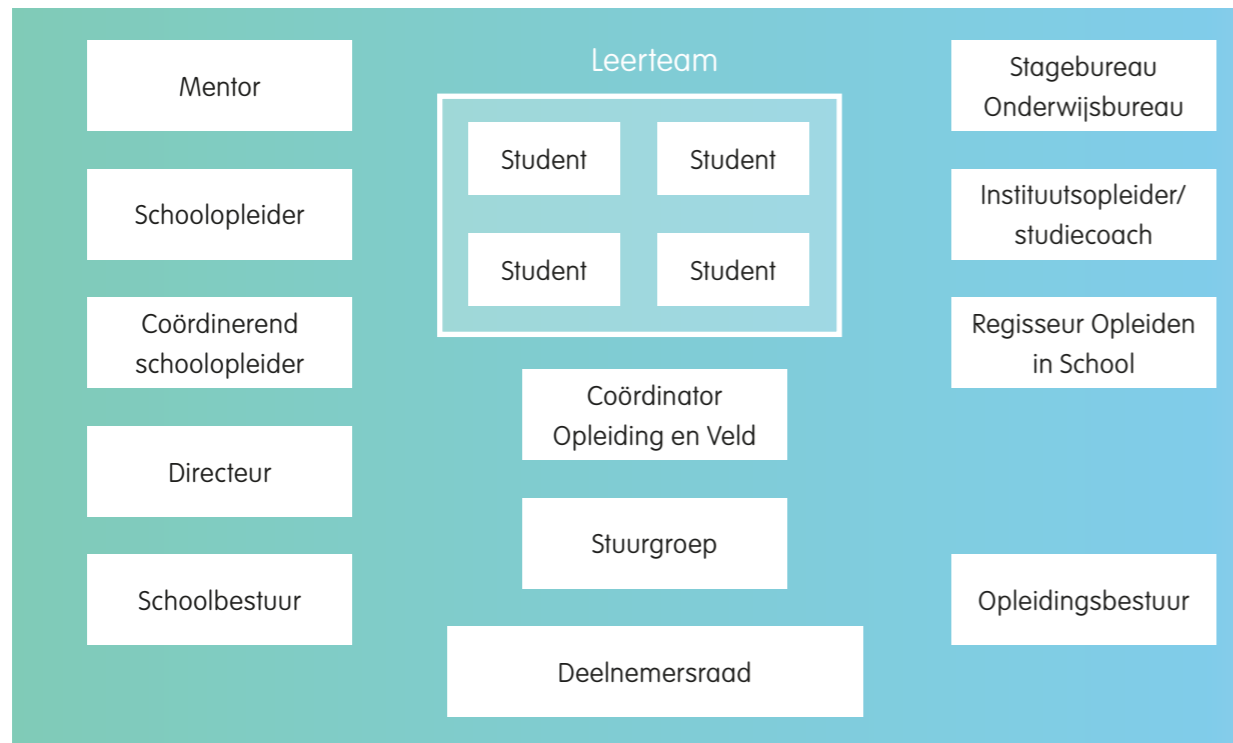 Mentor
Schoolopleider
Coördinerend
schoolopleider
Directeur
Schoolbestuur
Leerteam
Student
Student
Student
Student
Coördinator
Opleiding en Veld
Stuurgroep
Deelnemersraad
Stagebureau
Onderwijsbureau
Instituutsopleider/
studiecoach
Regisseur Opleiden
in School
Opleidingsbestuur